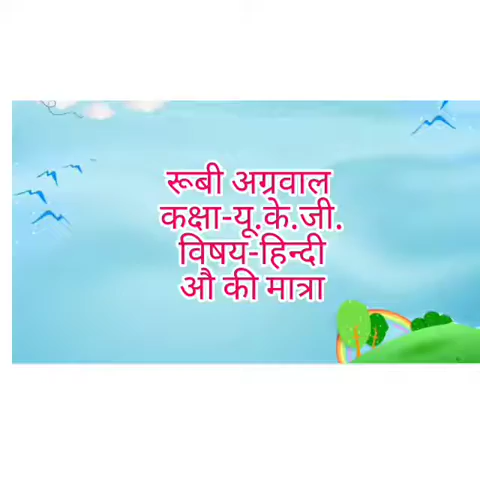 रूबी अग्रवाल
कक्षा-यू.के.जी.
विषय-हिन्दी
औ की मात्रा